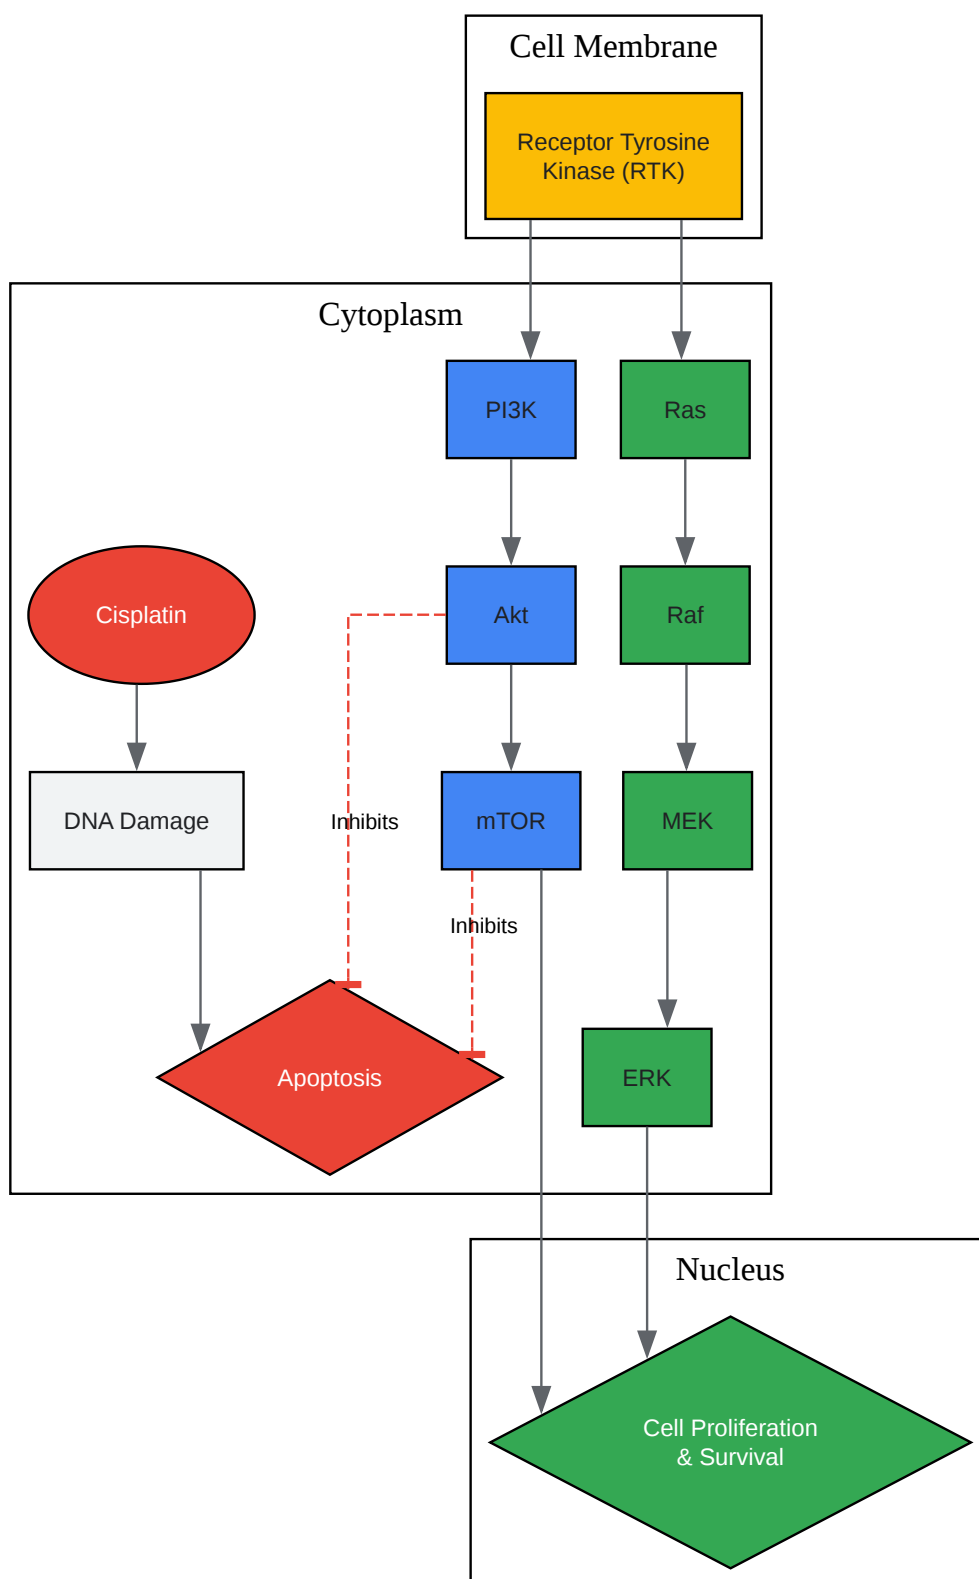 Cell Membrane
Receptor Tyrosine
Kinase (RTK)
Cytoplasm
PI3K
Ras
Cisplatin
Akt
Raf
DNA Damage
Inhibits
mTOR
MEK
Inhibits
Apoptosis
ERK
Nucleus
Cell Proliferation
& Survival